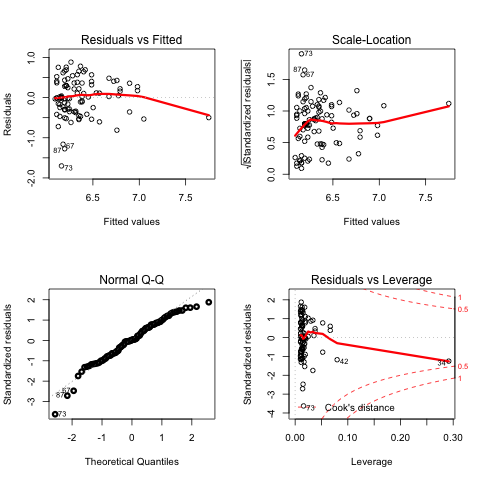 Residuals vs Fitted
Residuals
1.0
0.0
-1.0
-2.0
87
67
73
6.5 7.0 7.5
Fitted values
Scale-Location
√|Standardized residuals|
1.5
1.0
0.5
0.0
73
87
67
6.5 7.0 7.5
Fitted values
Normal Q-Q
Standardized residuals
2
1
0
-1
-2
-3
67
87
73
-2 -1 0 1 2
Theoretical Quantiles
Residuals vs Leverage
Standardized residuals
2
1
0
-1
-2
-3
-4
1
0.5
42
34
0.5
1
73
Cook's distance
0.00 0.10 0.20 0.30
Leverage